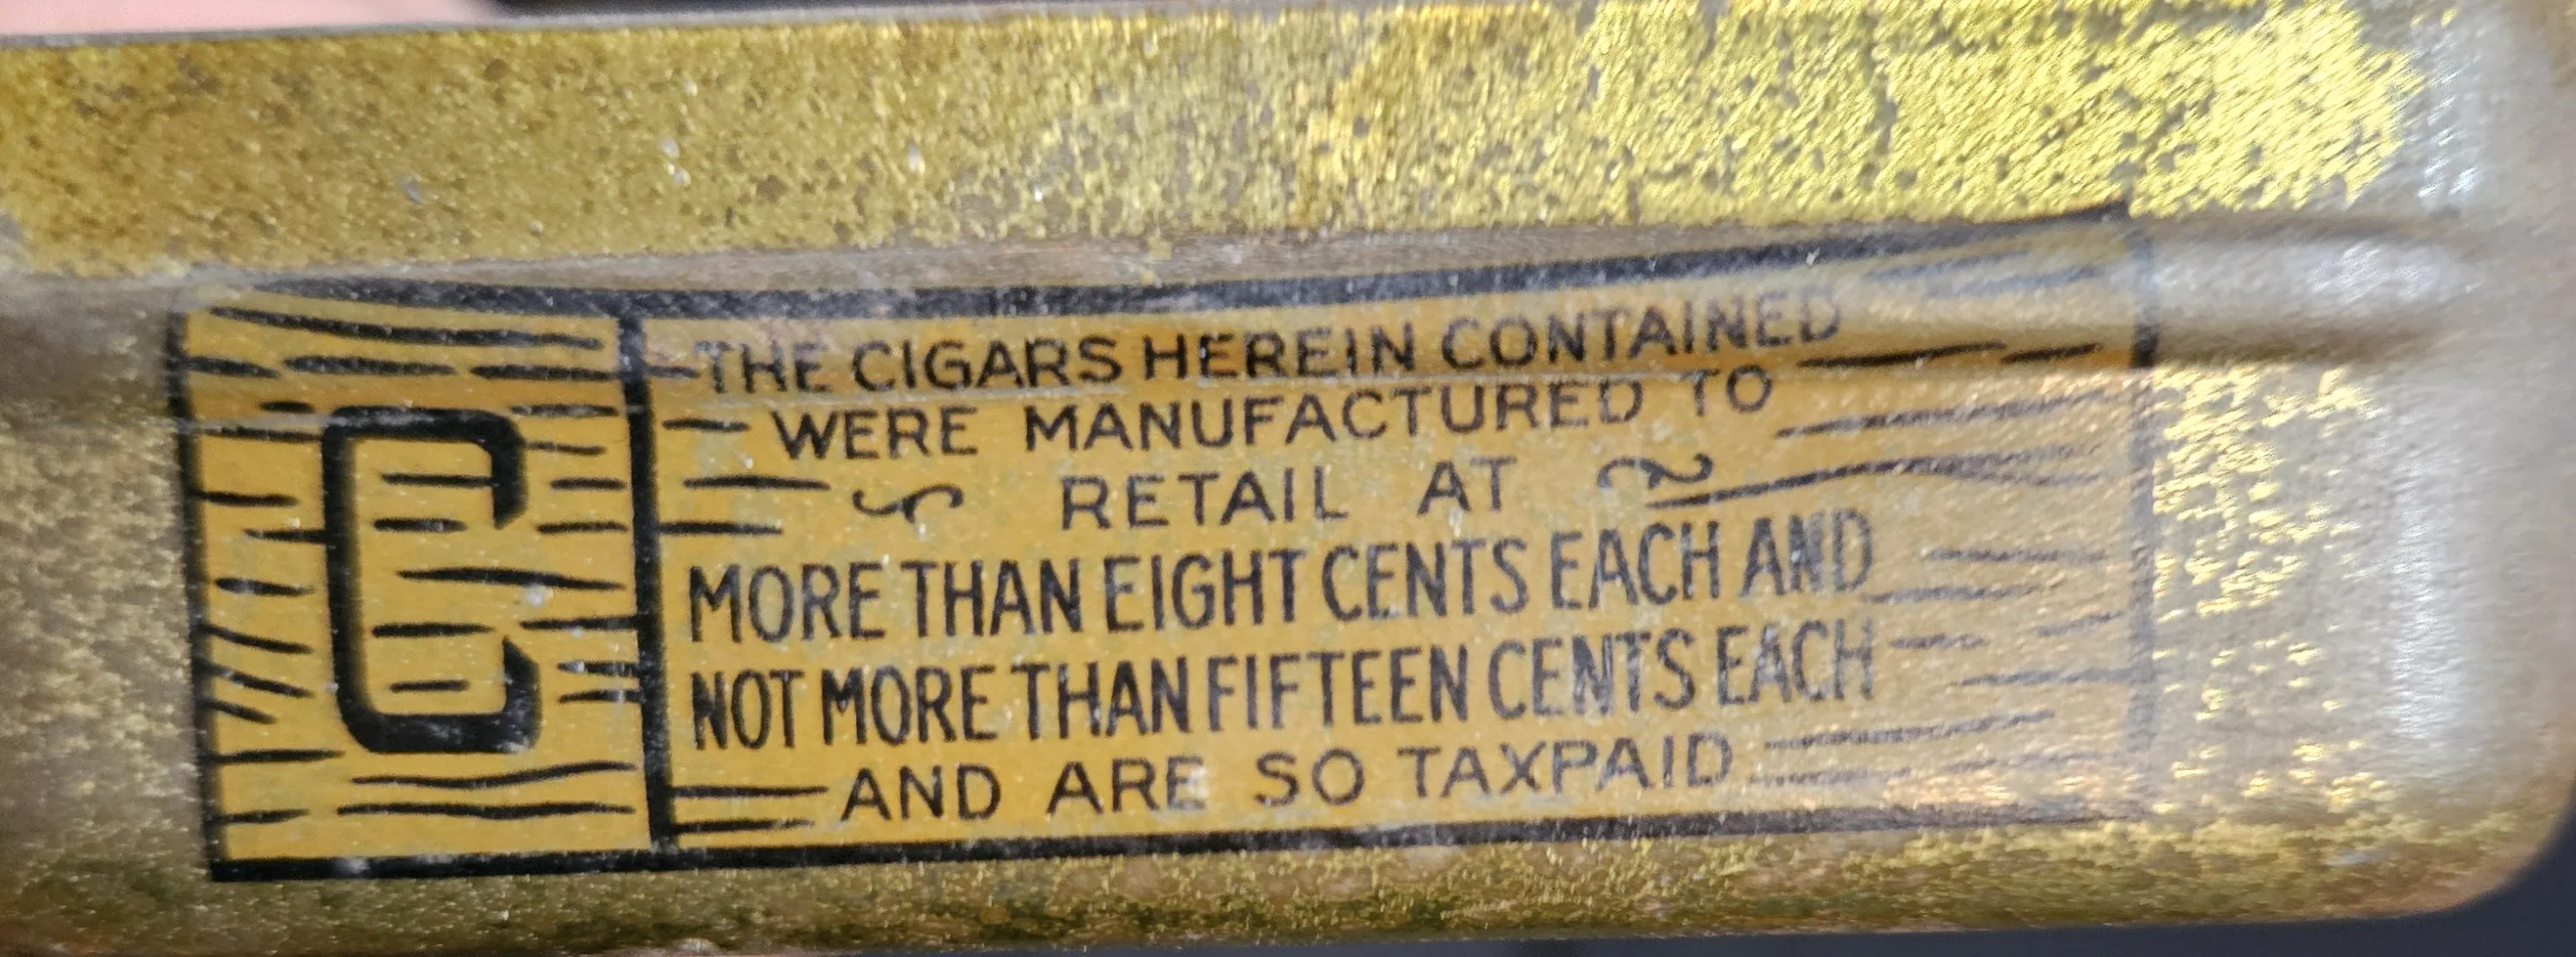 C
THE CIGARS HEREIN CONTAINED
WERE MANUFACTURED TO
RETAIL AT
MORE THAN EIGHT CENTS EACH AND
NOT MORE THAN FIFTEEN CENTS EACH
AND ARE SO TAXPAID